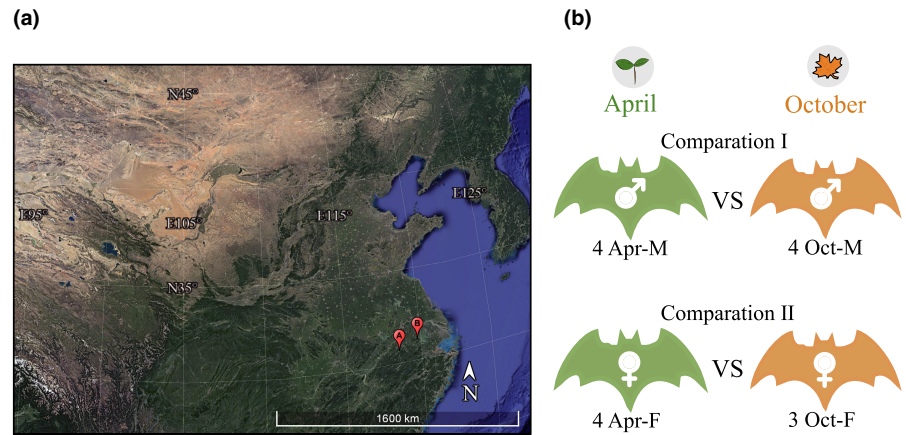 (a)
N45°
E95°
E105°
E115°
E125°
N35°
A
B
N
1600 km
(b)
April
October
Comparation I
VS
4 Apr-M
4 Oct-M
Comparation II
VS
4 Apr-F
3 Oct-F